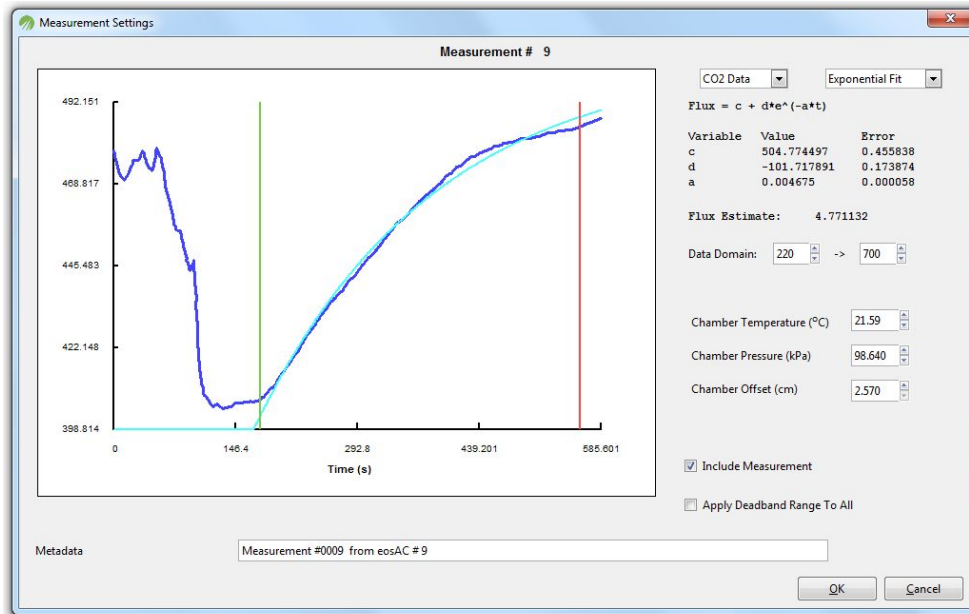 Measurement Settings
Measurement # 9
492.151
468.817
445.483
422.148
398.814
0 146.4 292.8 439.201 585.601
Time (s)
CO2 Data Exponential Fit
Flux = c + d*e^(-a*t)
Variable Value Error
c 504.774497 0.455838
d -101.717891 0.173874
a 0.004675 0.000058
Flux Estimate: 4.771132
Data Domain: 220 -> 700
Chamber Temperature (°C) 21.59
Chamber Pressure (kPa) 98.640
Chamber Offset (cm) 2.570
Include Measurement
Apply Deadband Range To All
Metadata Measurement #0009 from eosAC # 9
OK Cancel